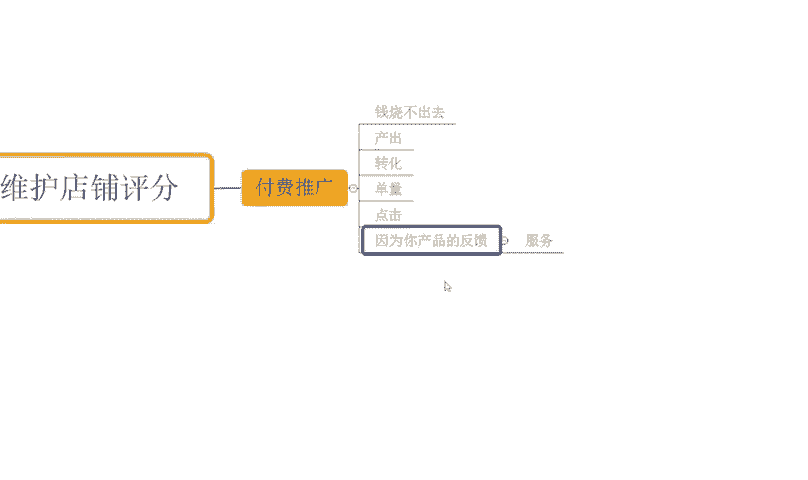 维护店铺评分
付费推广
钱烧不出去
产出
转化
单量
点击
因为你产品的反馈
服务